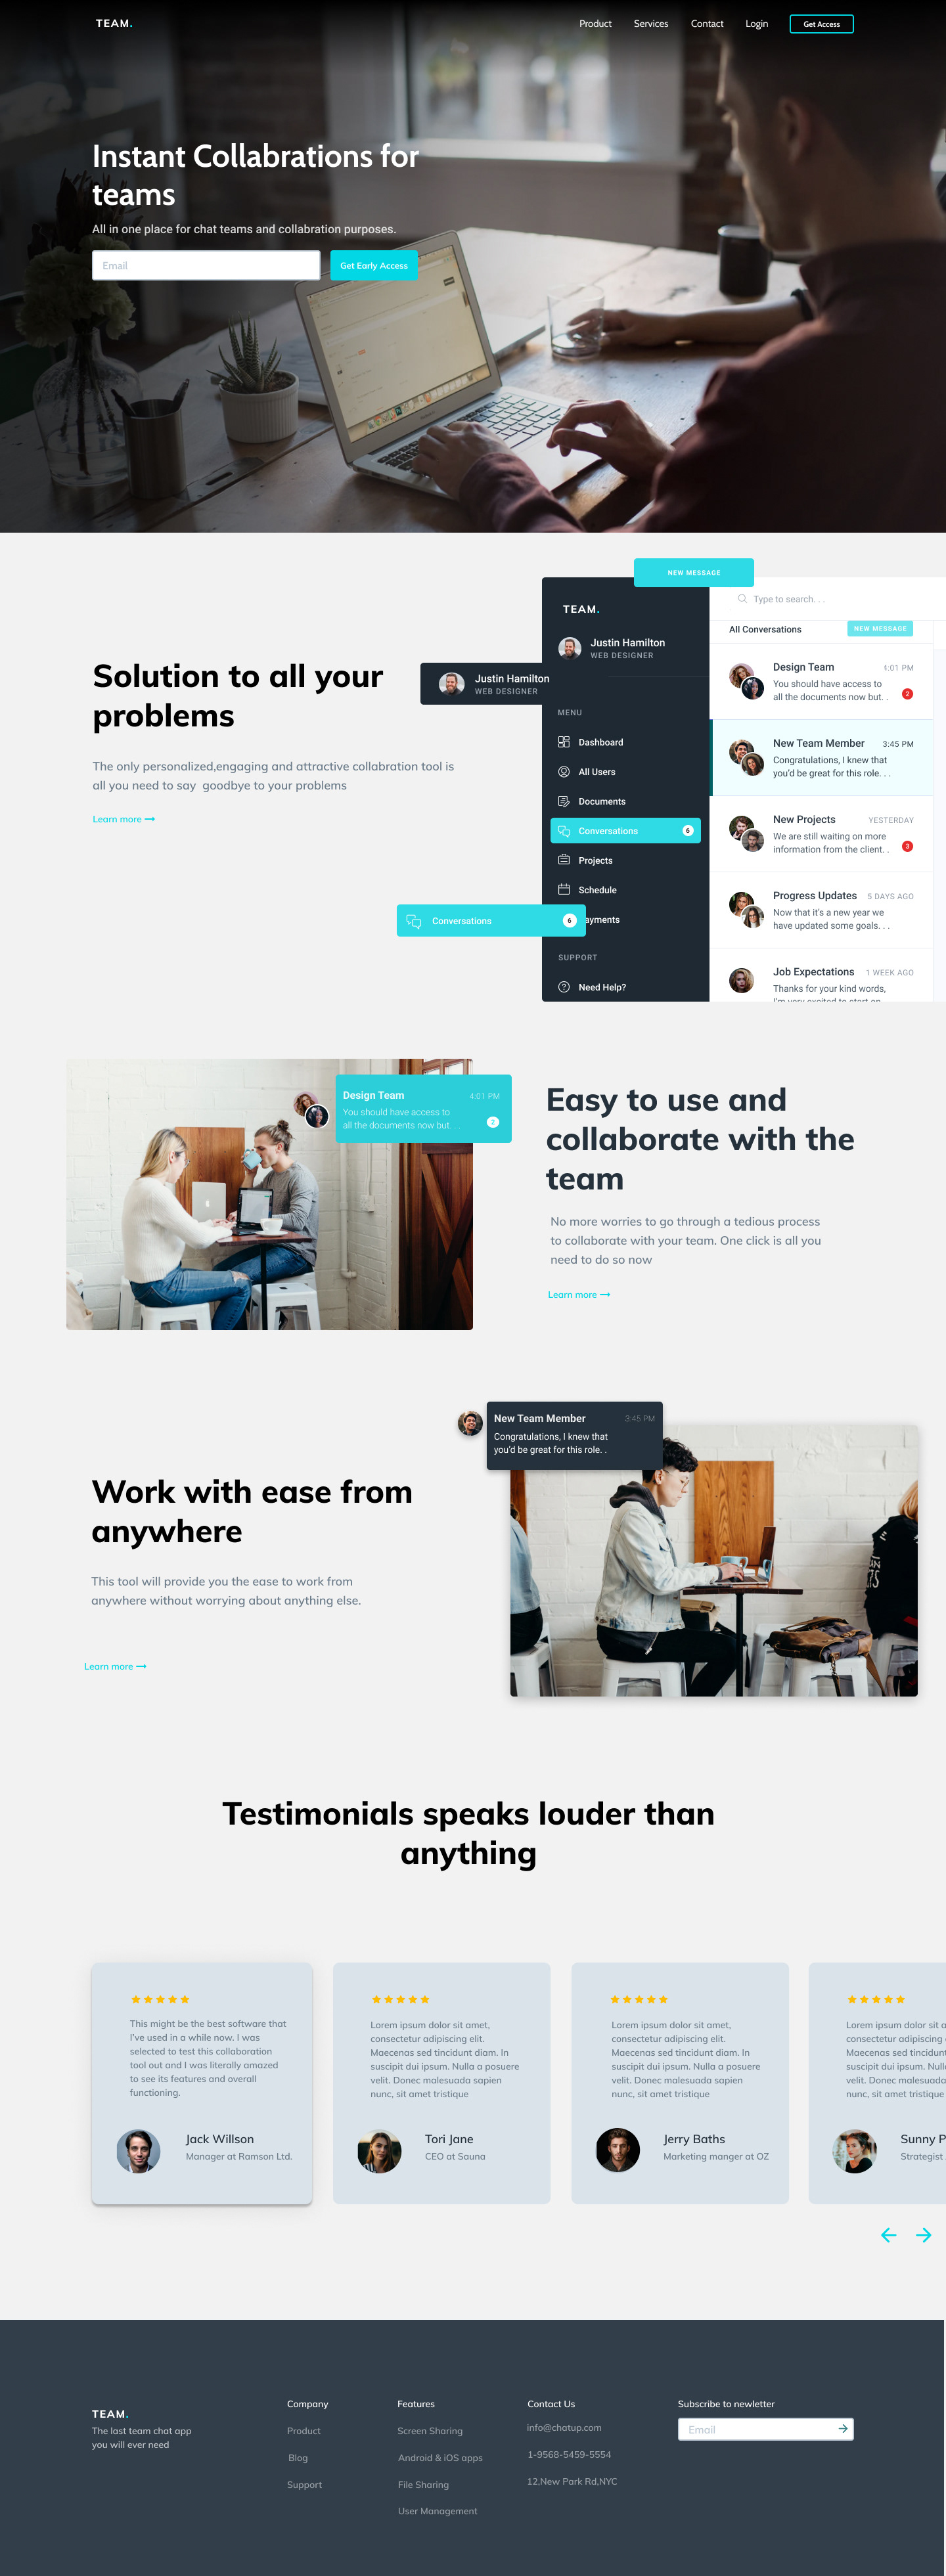 TEAM.
Product
Services
Contact
Login
Get Access
Instant Collabrations for
teams
All in one place for chat teams and collabration purposes.
Email
Get Early Access
Solution to all your
problems
The only personalized,engaging and attractive collabration tool is
all you need to say goodbye to your problems
Learn more
NEW MESSAGE
TEAM.
Justin Hamilton
WEB DESIGNER
Justin Hamilton
WEB DESIGNER
MENU
Dashboard
All Users
Documents
Conversations
6
Projects
Schedule
Conversations
6
ayments
SUPPORT
Need Help?
Type to search. . .
All Conversations
NEW MESSAGE
Design Team
4:01 PM
You should have access to
all the documents now but. .
2
New Team Member
3:45 PM
Congratulations, I knew that
you'd be great for this role. . .
New Projects
YESTERDAY
We are still waiting on more
information from the client. .
3
Progress Updates
5 DAYS AGO
Now that it's a new year we
have updated some goals. . .
Job Expectations
1 WEEK AGO
Thanks for your kind words,
I'm very excited to start on
Design Team
4:01 PM
You should have access to
all the documents now but. . .
2
Easy to use and
collaborate with the
team
No more worries to go through a tedious process
to collaborate with your team. One click is all you
need to do so now
Learn more
New Team Member
3:45 PM
Congratulations, I knew that
you'd be great for this role. .
Work with ease from
anywhere
This tool will provide you the ease to work from
anywhere without worrying about anything else.
Learn more
Testimonials speaks louder than
anything
This might be the best software that
I've used in a while now. I was
selected to test this collaboration
tool out and I was literally amazed
to see its features and overall
functioning.
Jack Willson
Manager at Ramson Ltd.
Lorem ipsum dolor sit amet,
consectetur adipiscing elit.
Maecenas sed tincidunt diam. In
suscipit dui ipsum. Nulla a posuere
velit. Donec malesuada sapien
nunc, sit amet tristique
Tori Jane
CEO at Sauna
Lorem ipsum dolor sit amet,
consectetur adipiscing elit.
Maecenas sed tincidunt diam. In
suscipit dui ipsum. Nulla a posuere
velit. Donec malesuada sapien
nunc, sit amet tristique
Jerry Baths
Marketing manger at OZ
Lorem ipsum dolor sit a
consectetur adipiscing
Maecenas sed tincidunt
suscipit dui ipsum. Null
velit. Donec malesuada
nunc, sit amet tristique
Sunny P
Strategist
TEAM.
The last team chat app
you will ever need
Company
Product
Blog
Support
Features
Screen Sharing
Android & iOS apps
File Sharing
User Management
Contact Us
info@chatup.com
1-9568-5459-5554
12,New Park Rd,NYC
Subscribe to newletter
Email